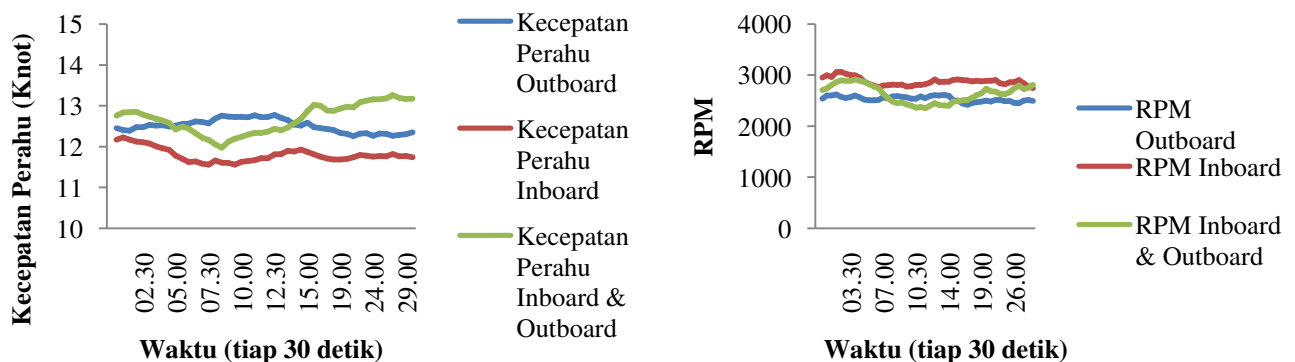 Kecepatan Perahu (Knot)
15
14
13
12
11
10
02.30
05.00
07.30
10.00
12.30
15.00
19.00
24.00
29.00
Waktu (tiap 30 detik)
Kecepatan
Perahu
Outboard
Kecepatan
Perahu
Inboard
Kecepatan
Perahu
Inboard &
Outboard
RPM
4000
3000
2000
1000
0
03.30
07.00
10.30
14.00
19.00
26.00
Waktu (tiap 30 detik)
RPM
Outboard
RPM Inboard
RPM Inboard
& Outboard